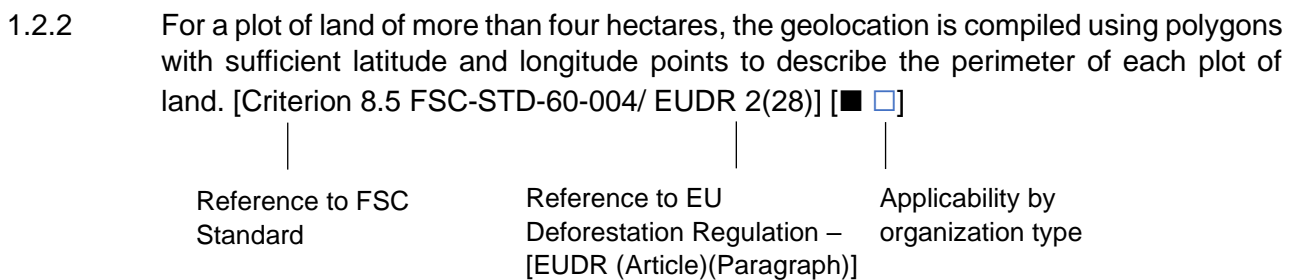 1.2.2 For a plot of land of more than four hectares, the geolocation is compiled using polygons
with sufficient latitude and longitude points to describe the perimeter of each plot of
land. [Criterion 8.5 FSC-STD-60-004/ EUDR 2(28)] [■ □]
Reference to FSC
Standard
Reference to EU
Deforestation Regulation –
[EUDR (Article)(Paragraph)]
Applicability by
organization type